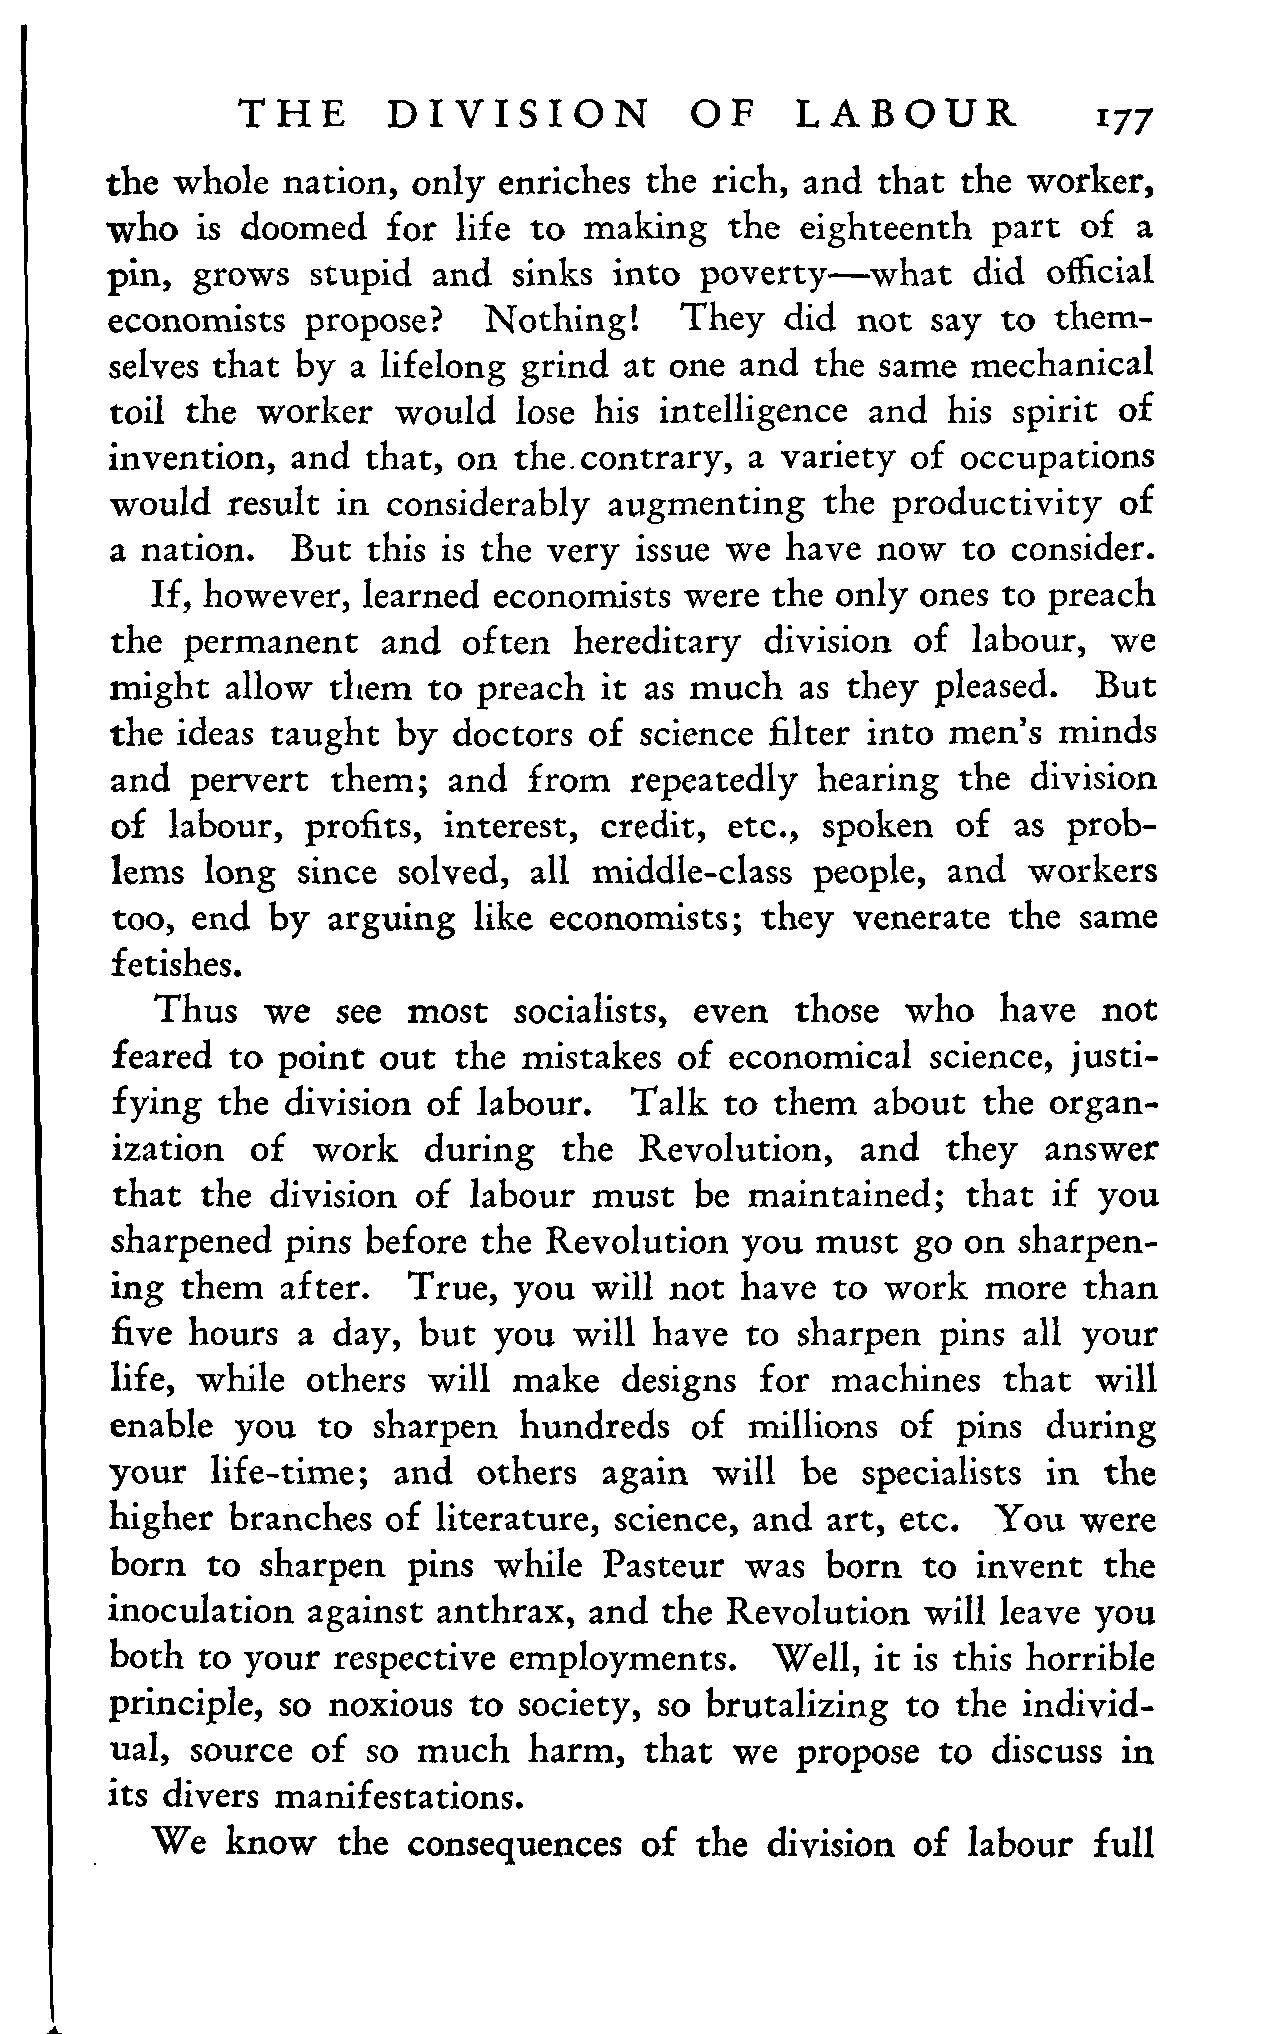 THE DIVISION OF LABOUR 177
the whole nation, only enriches the rich, and that the worker,
who is doomed for life to making the eighteenth part of a
pin, grows stupid and sinks into poverty—what did official
economists propose? Nothing! They did not say to them-
selves that by a lifelong grind at one and the same mechanical
toil the worker would lose his intelligence and his spirit of
invention, and that, on the contrary, a variety of occupations
would result in considerably augmenting the productivity of
a nation. But this is the very issue we have now to consider.
If, however, learned economists were the only ones to preach
the permanent and often hereditary division of labour, we
might allow them to preach it as much as they pleased. But
the ideas taught by doctors of science filter into men's minds
and pervert them; and from repeatedly hearing the division
of labour, profits, interest, credit, etc., spoken of as prob-
lems long since solved, all middle-class people, and workers
too, end by arguing like economists; they venerate the same
fetishes.
Thus we see most socialists, even those who have not
feared to point out the mistakes of economical science, justi-
fying the division of labour. Talk to them about the organ-
ization of work during the Revolution, and they answer
that the division of labour must be maintained; that if you
sharpened pins before the Revolution you must go on sharpen-
ing them after. True, you will not have to work more than
five hours a day, but you will have to sharpen pins all your
life, while others will make designs for machines that will
enable you to sharpen hundreds of millions of pins during
your life-time; and others again will be specialists in the
higher branches of literature, science, and art, etc. You were
born to sharpen pins while Pasteur was born to invent the
inoculation against anthrax, and the Revolution will leave you
both to your respective employments. Well, it is this horrible
principle, so noxious to society, so brutalizing to the individ-
ual, source of so much harm, that we propose to discuss in
its divers manifestations.
We know the consequences of the division of labour full